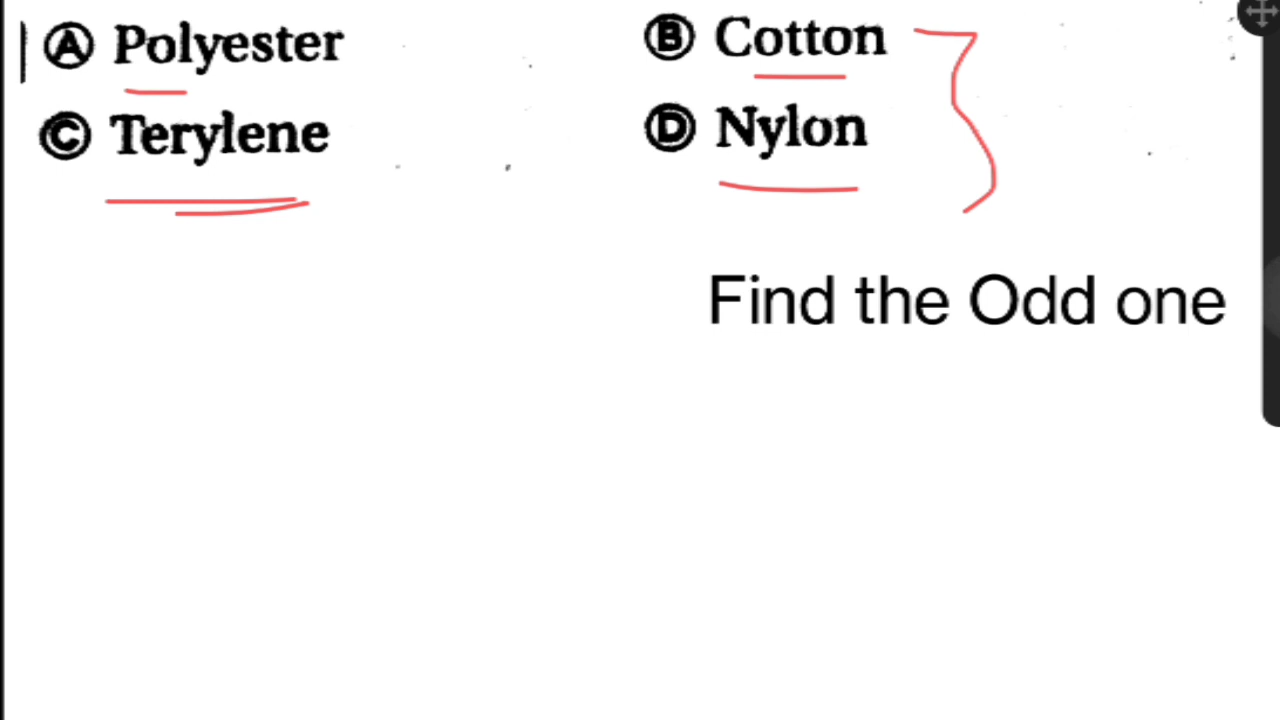 Ⓐ Polyester Ⓑ Cotton
Ⓒ Terylene Ⓓ Nylon
Find the Odd one